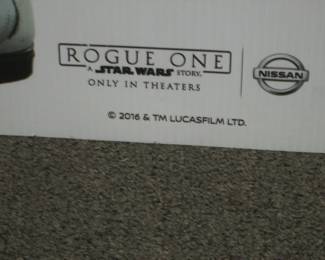 ROGUE ONE
A STAR WARS STORY
ONLY IN THEATERS
NISSAN
© 2016 & TM LUCASFILM LTD.